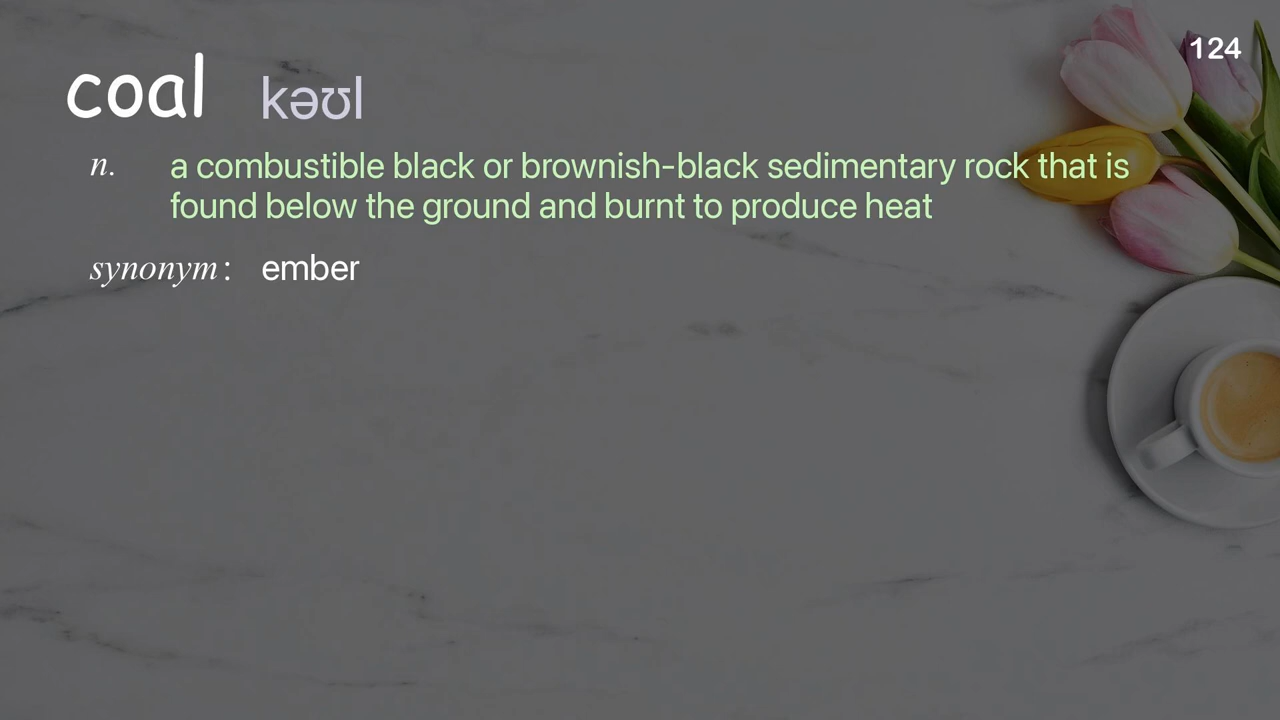 124
coal kəʊl
n. a combustible black or brownish-black sedimentary rock that is
found below the ground and burnt to produce heat
synonym: ember